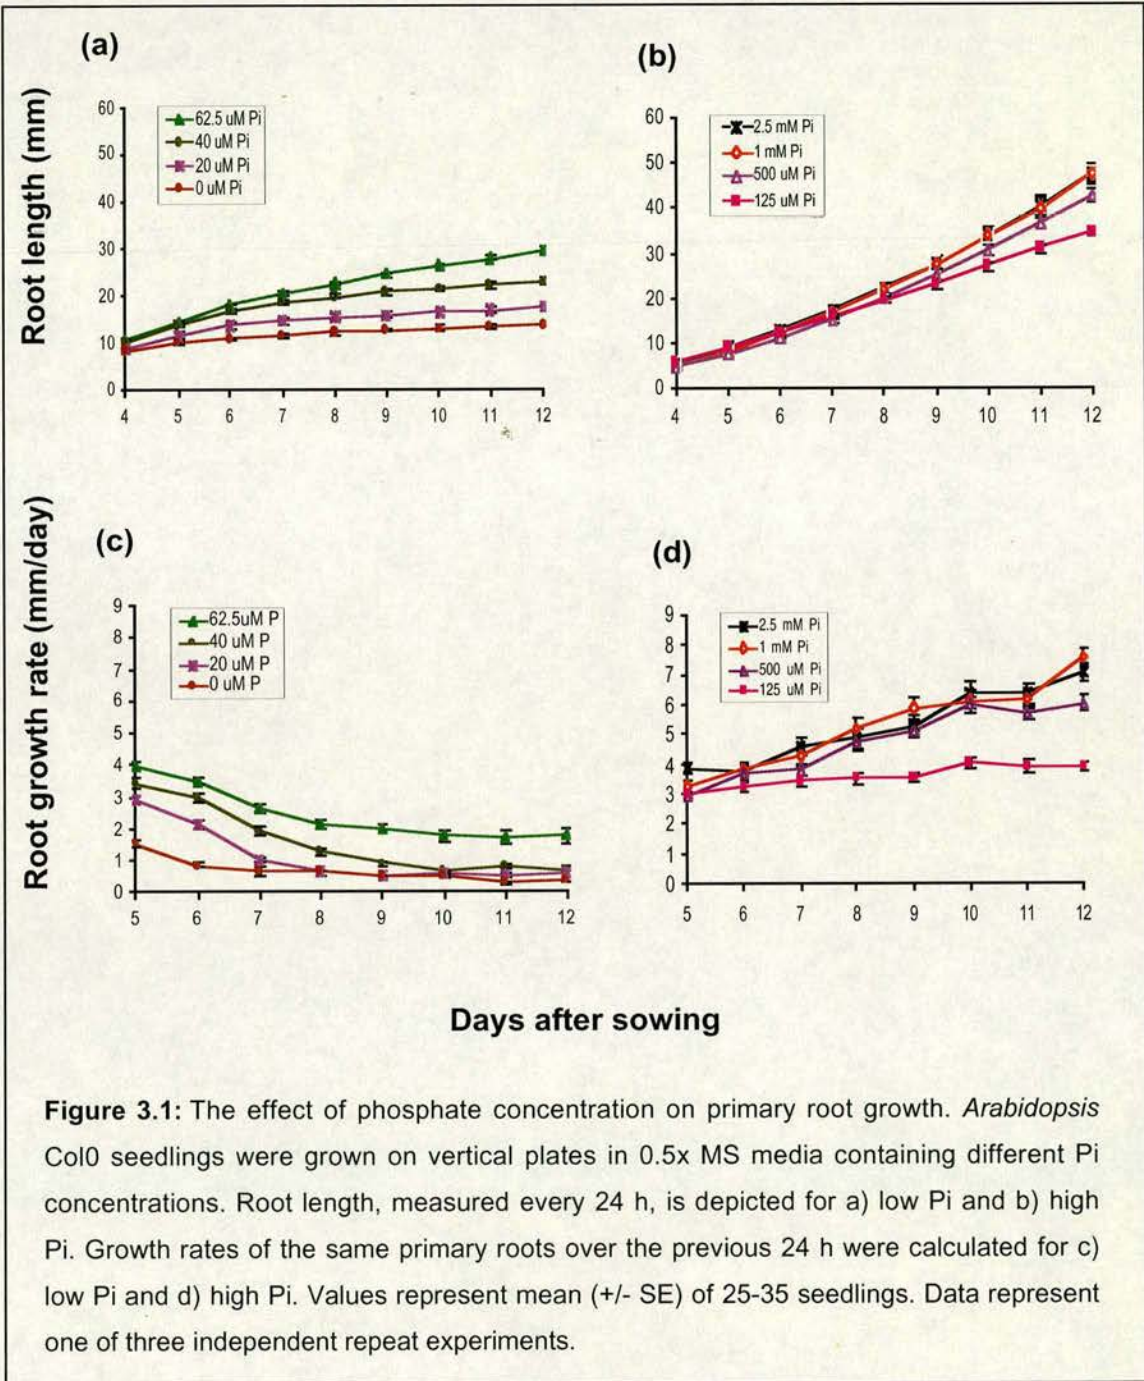 (a)
(b)
Root length (mm)
60
50
40
30
20
10
0
62.5 uM Pi
40 uM Pi
20 uM Pi
0 uM Pi
4 5 6 7 8 9 10 11 12
60
50
40
30
20
10
0
2.5 mM Pi
1 mM Pi
500 uM Pi
125 uM Pi
4 5 6 7 8 9 10 11 12
(c)
(d)
Root growth rate (mm/day)
9
8
7
6
5
4
3
2
1
0
62.5uM P
40 uM P
20 uM P
0 uM P
5 6 7 8 9 10 11 12
9
8
7
6
5
4
3
2
1
0
2.5 mM Pi
1 mM Pi
500 uM Pi
125 uM Pi
5 6 7 8 9 10 11 12
Days after sowing
Figure 3.1: The effect of phosphate concentration on primary root growth. Arabidopsis
Col0 seedlings were grown on vertical plates in 0.5x MS media containing different Pi
concentrations. Root length, measured every 24 h, is depicted for a) low Pi and b) high
Pi. Growth rates of the same primary roots over the previous 24 h were calculated for c)
low Pi and d) high Pi. Values represent mean (+/- SE) of 25-35 seedlings. Data represent
one of three independent repeat experiments.